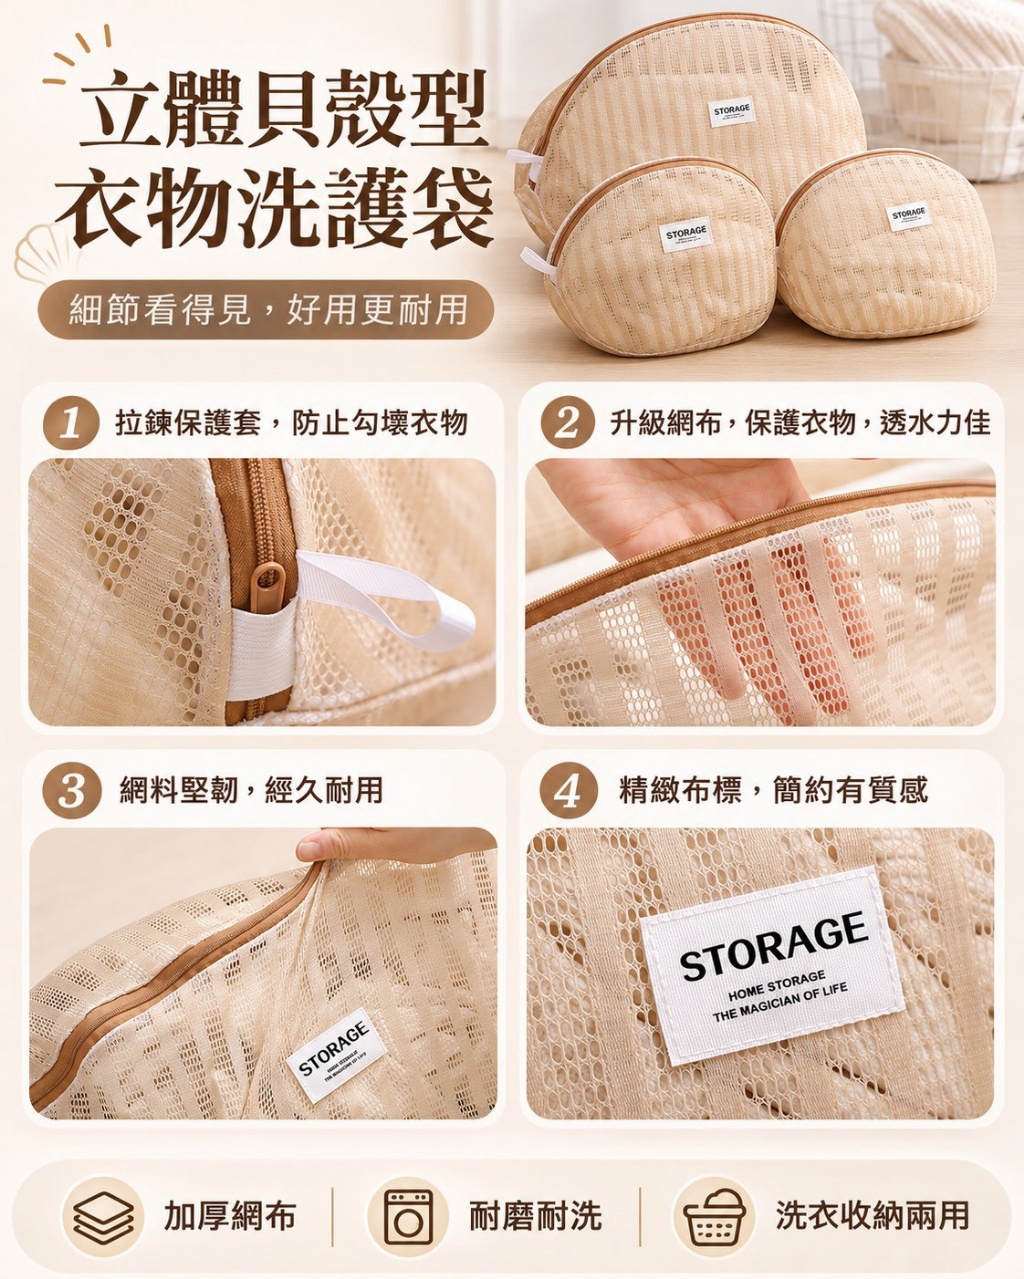 立體貝殼型
衣物洗護袋
細節看得見，好用更耐用
STORAGE
STORAGE
STORAGE
1 拉鍊保護套，防止勾壞衣物
2 升級網布，保護衣物，透水力佳
3 網料堅韌，經久耐用
4 精緻布標，簡約有質感
STORAGE
STORAGE
HOME STORAGE
THE MAGICIAN OF LIFE
加厚網布
耐磨耐洗
洗衣收納兩用